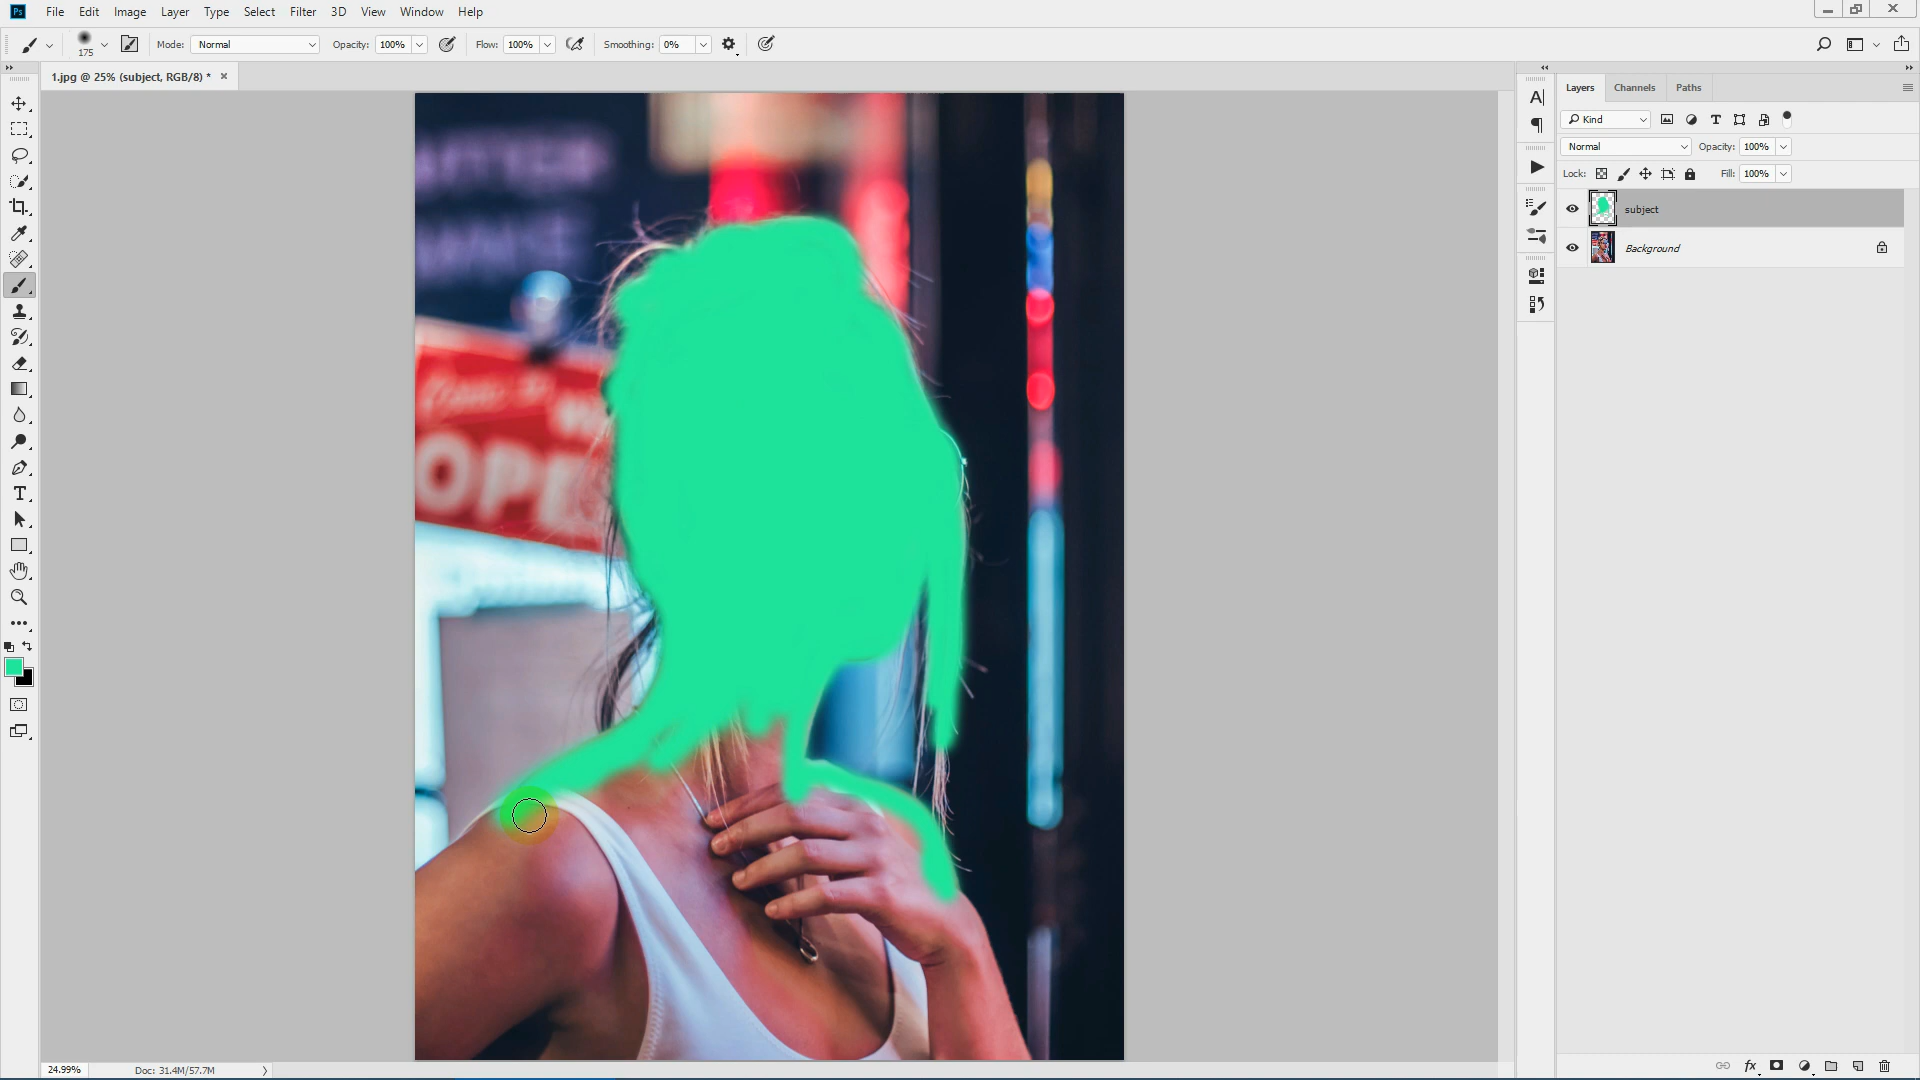 Ps File Edit Image Layer Type Select Filter 3D View Window Help
175 Mode: Normal Opacity: 100% Flow: 100% Smoothing: 0%
1.jpg @ 25% (subject, RGB/8) * ×
Layers Channels Paths
Kind
Normal Opacity: 100%
Lock: Fill: 100%
subject
Background
OPE
24.99% Doc: 31.4M/57.7M